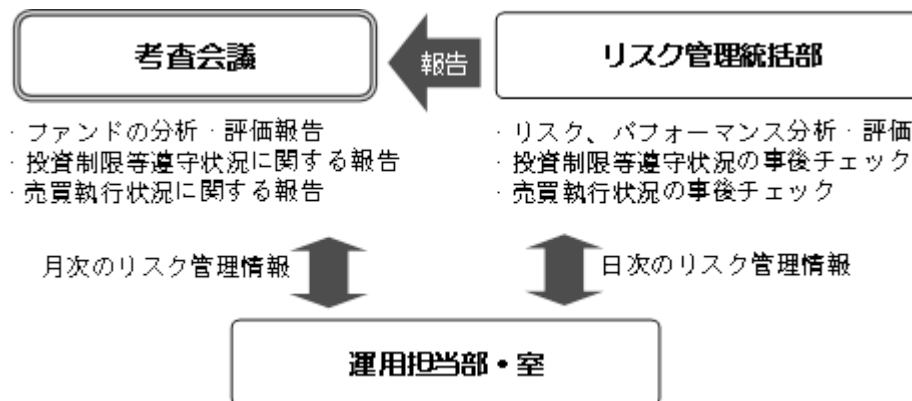 考査会議
報告
リスク管理統括部
・ファンドの分析・評価報告
・投資制限等遵守状況に関する報告
・売買執行状況に関する報告
・リスク、パフォーマンス分析・評価
・投資制限等遵守状況の事後チェック
・売買執行状況の事後チェック
月次のリスク管理情報
日次のリスク管理情報
運用担当部・室